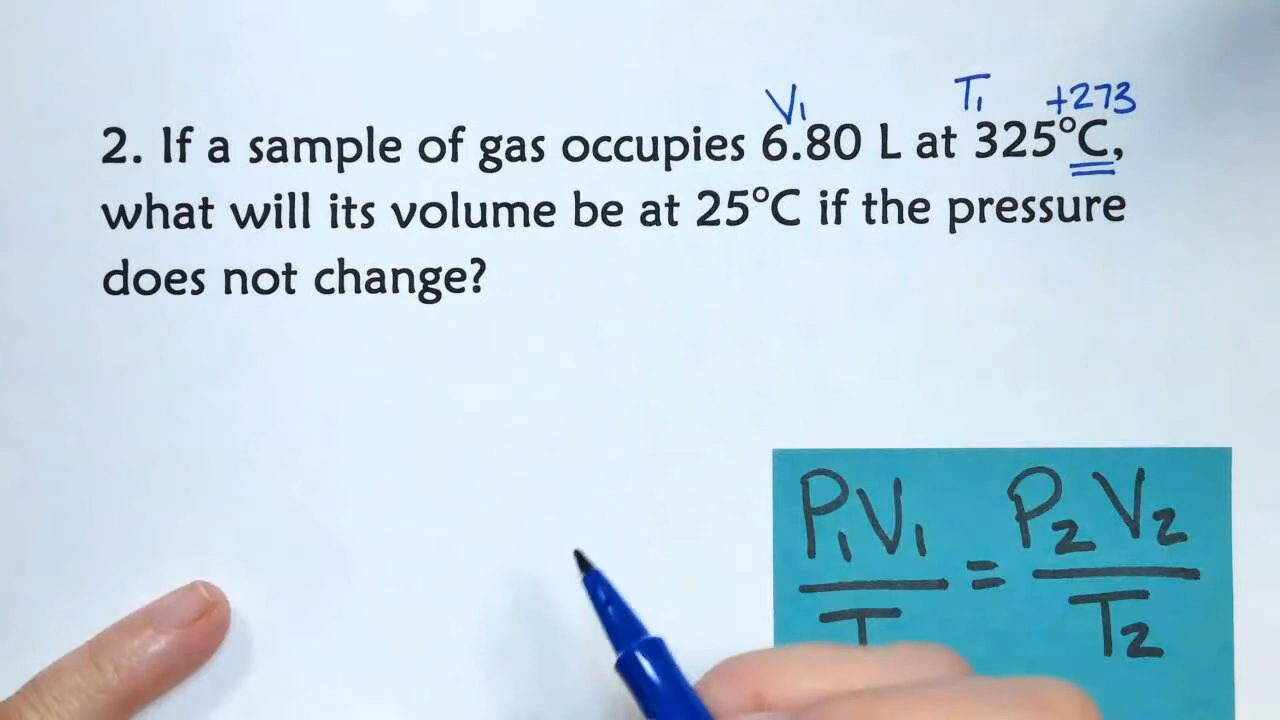 V₁ T₁ +273
2. If a sample of gas occupies 6.80 L at 325°C,
what will its volume be at 25°C if the pressure
does not change?
P₁V₁ = P₂V₂
T T₂